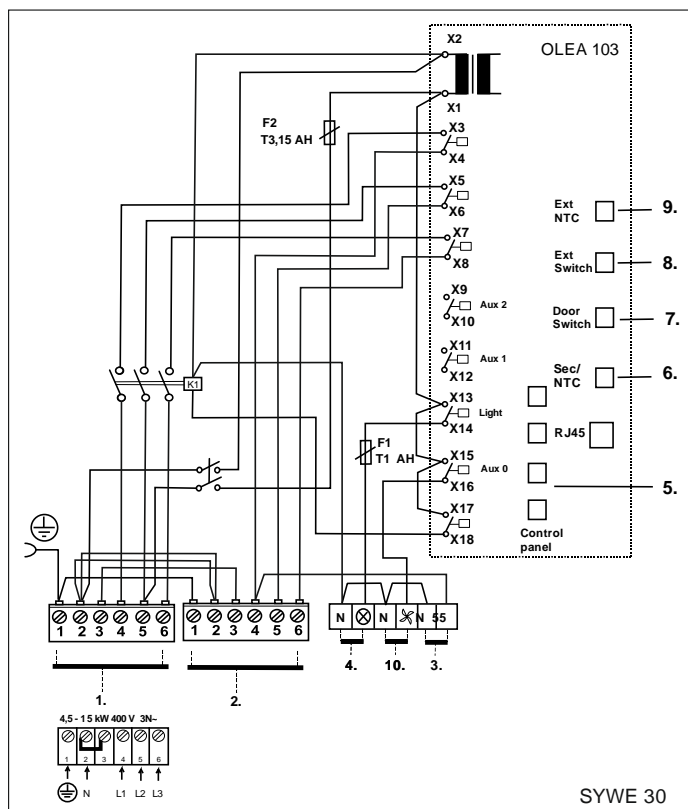 X2
OLEA 103
X1
F2
T3,15 AH
X3
X4
X5
X6
Ext
NTC
9.
X7
X8
Ext
Switch
8.
X9
Aux 2
X10
Door
Switch
7.
X11
Aux 1
X12
Sec/
NTC
6.
K1
X13
Light
X14
RJ45
F1
T1 AH
X15
Aux 0
X16
5.
X17
X18
Control
panel
1 2 3 4 5 6
1 2 3 4 5 6
N N N 55
1.
2.
4. 10. 3.
4,5 - 15 kW 400 V 3N~
1 2 3 4 5 6
N L1 L2 L3
SYWE 30